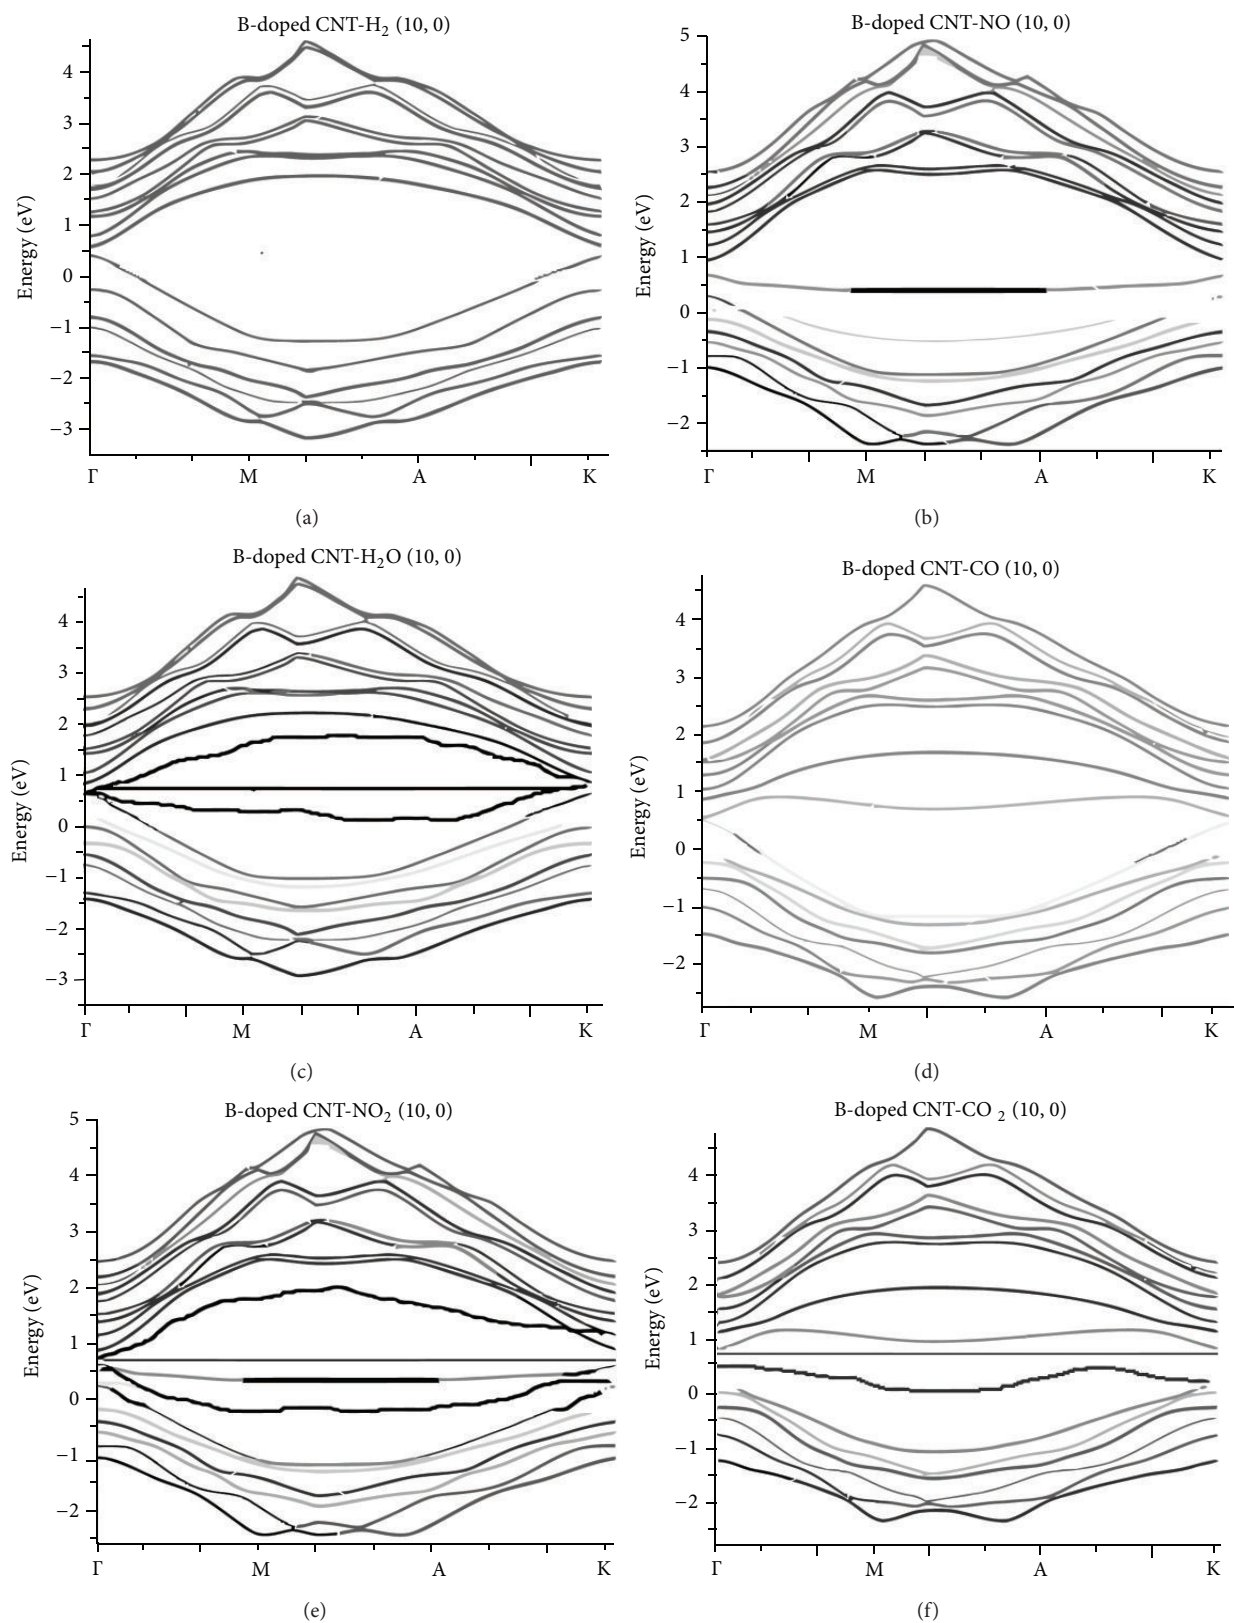 B-doped CNT-H₂ (10, 0)
4
3
2
1
0
−1
−2
−3
Energy (eV)
Γ M A K
(a)
B-doped CNT-NO (10, 0)
5
4
3
2
1
0
−1
−2
Energy (eV)
Γ M A K
(b)
B-doped CNT-H₂O (10, 0)
4
3
2
1
0
−1
−2
−3
Energy (eV)
Γ M A K
(c)
B-doped CNT-CO (10, 0)
4
3
2
1
0
−1
−2
Energy (eV)
Γ M A K
(d)
B-doped CNT-NO₂ (10, 0)
5
4
3
2
1
0
−1
−2
Energy (eV)
Γ M A K
(e)
B-doped CNT-CO ₂ (10, 0)
4
3
2
1
0
−1
−2
Energy (eV)
Γ M A K
(f)